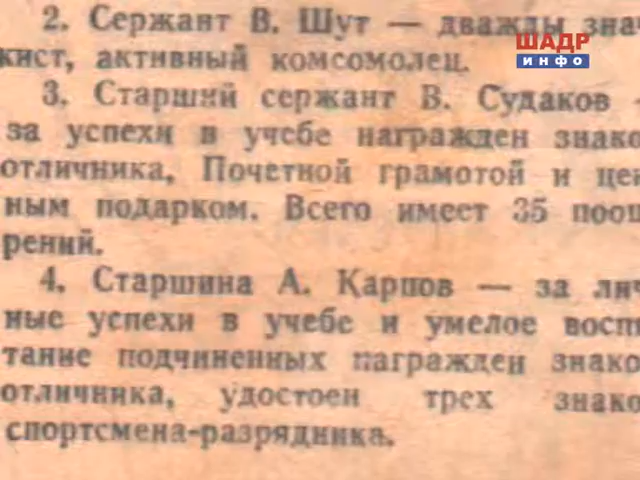 2. Сержант В. Шут — дважды зна-
кист, активный комсомолец.
3. Старший сержант В. Судаков —
за успехи в учебе награжден знако
отличника, Почетной грамотой и цен
ным подарком. Всего имеет 35 поощ
рений.
4. Старшина А. Карпов — за лич
ные успехи в учебе и умелое воспи
тание подчиненных награжден знако
отличника, удостоен трех знако
спортсмена-разрядника.
ШАДР
инфо